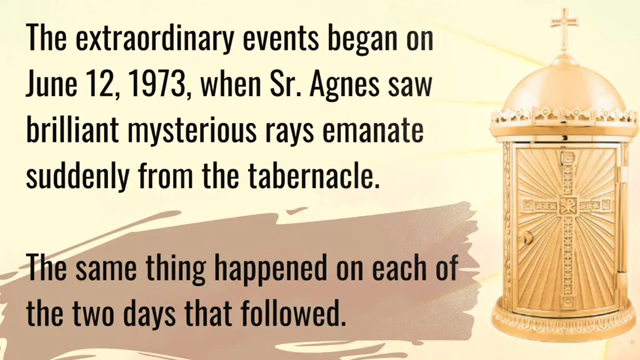 The extraordinary events began on
June 12, 1973, when Sr. Agnes saw
brilliant mysterious rays emanate
suddenly from the tabernacle.
The same thing happened on each of
the two days that followed.